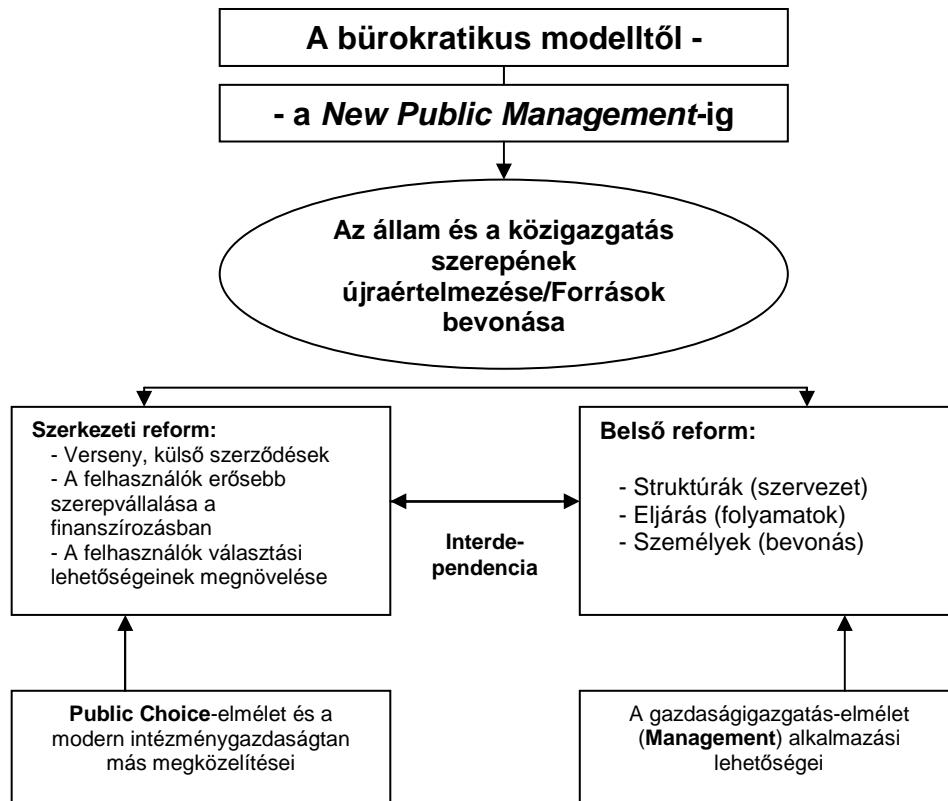 A bürokratikus modelltől -
- a New Public Management-ig
Az állam és a közigazgatás
szerepének
újraértelmezése/Források
bevonása
Szerkezeti reform:
- Verseny, külső szerződések
- A felhasználók erősebb
szerepvállalása a
finanszírozásban
- A felhasználók választási
lehetőségeinek megnövelése
Interde-
pendencia
Belső reform:
- Struktúrák (szervezet)
- Eljárás (folyamatok)
- Személyek (bevonás)
Public Choice-elmélet és a
modern intézménygazdaságtan
más megközelítései
A gazdaságigazgatás-elmélet
(Management) alkalmazási
lehetőségei